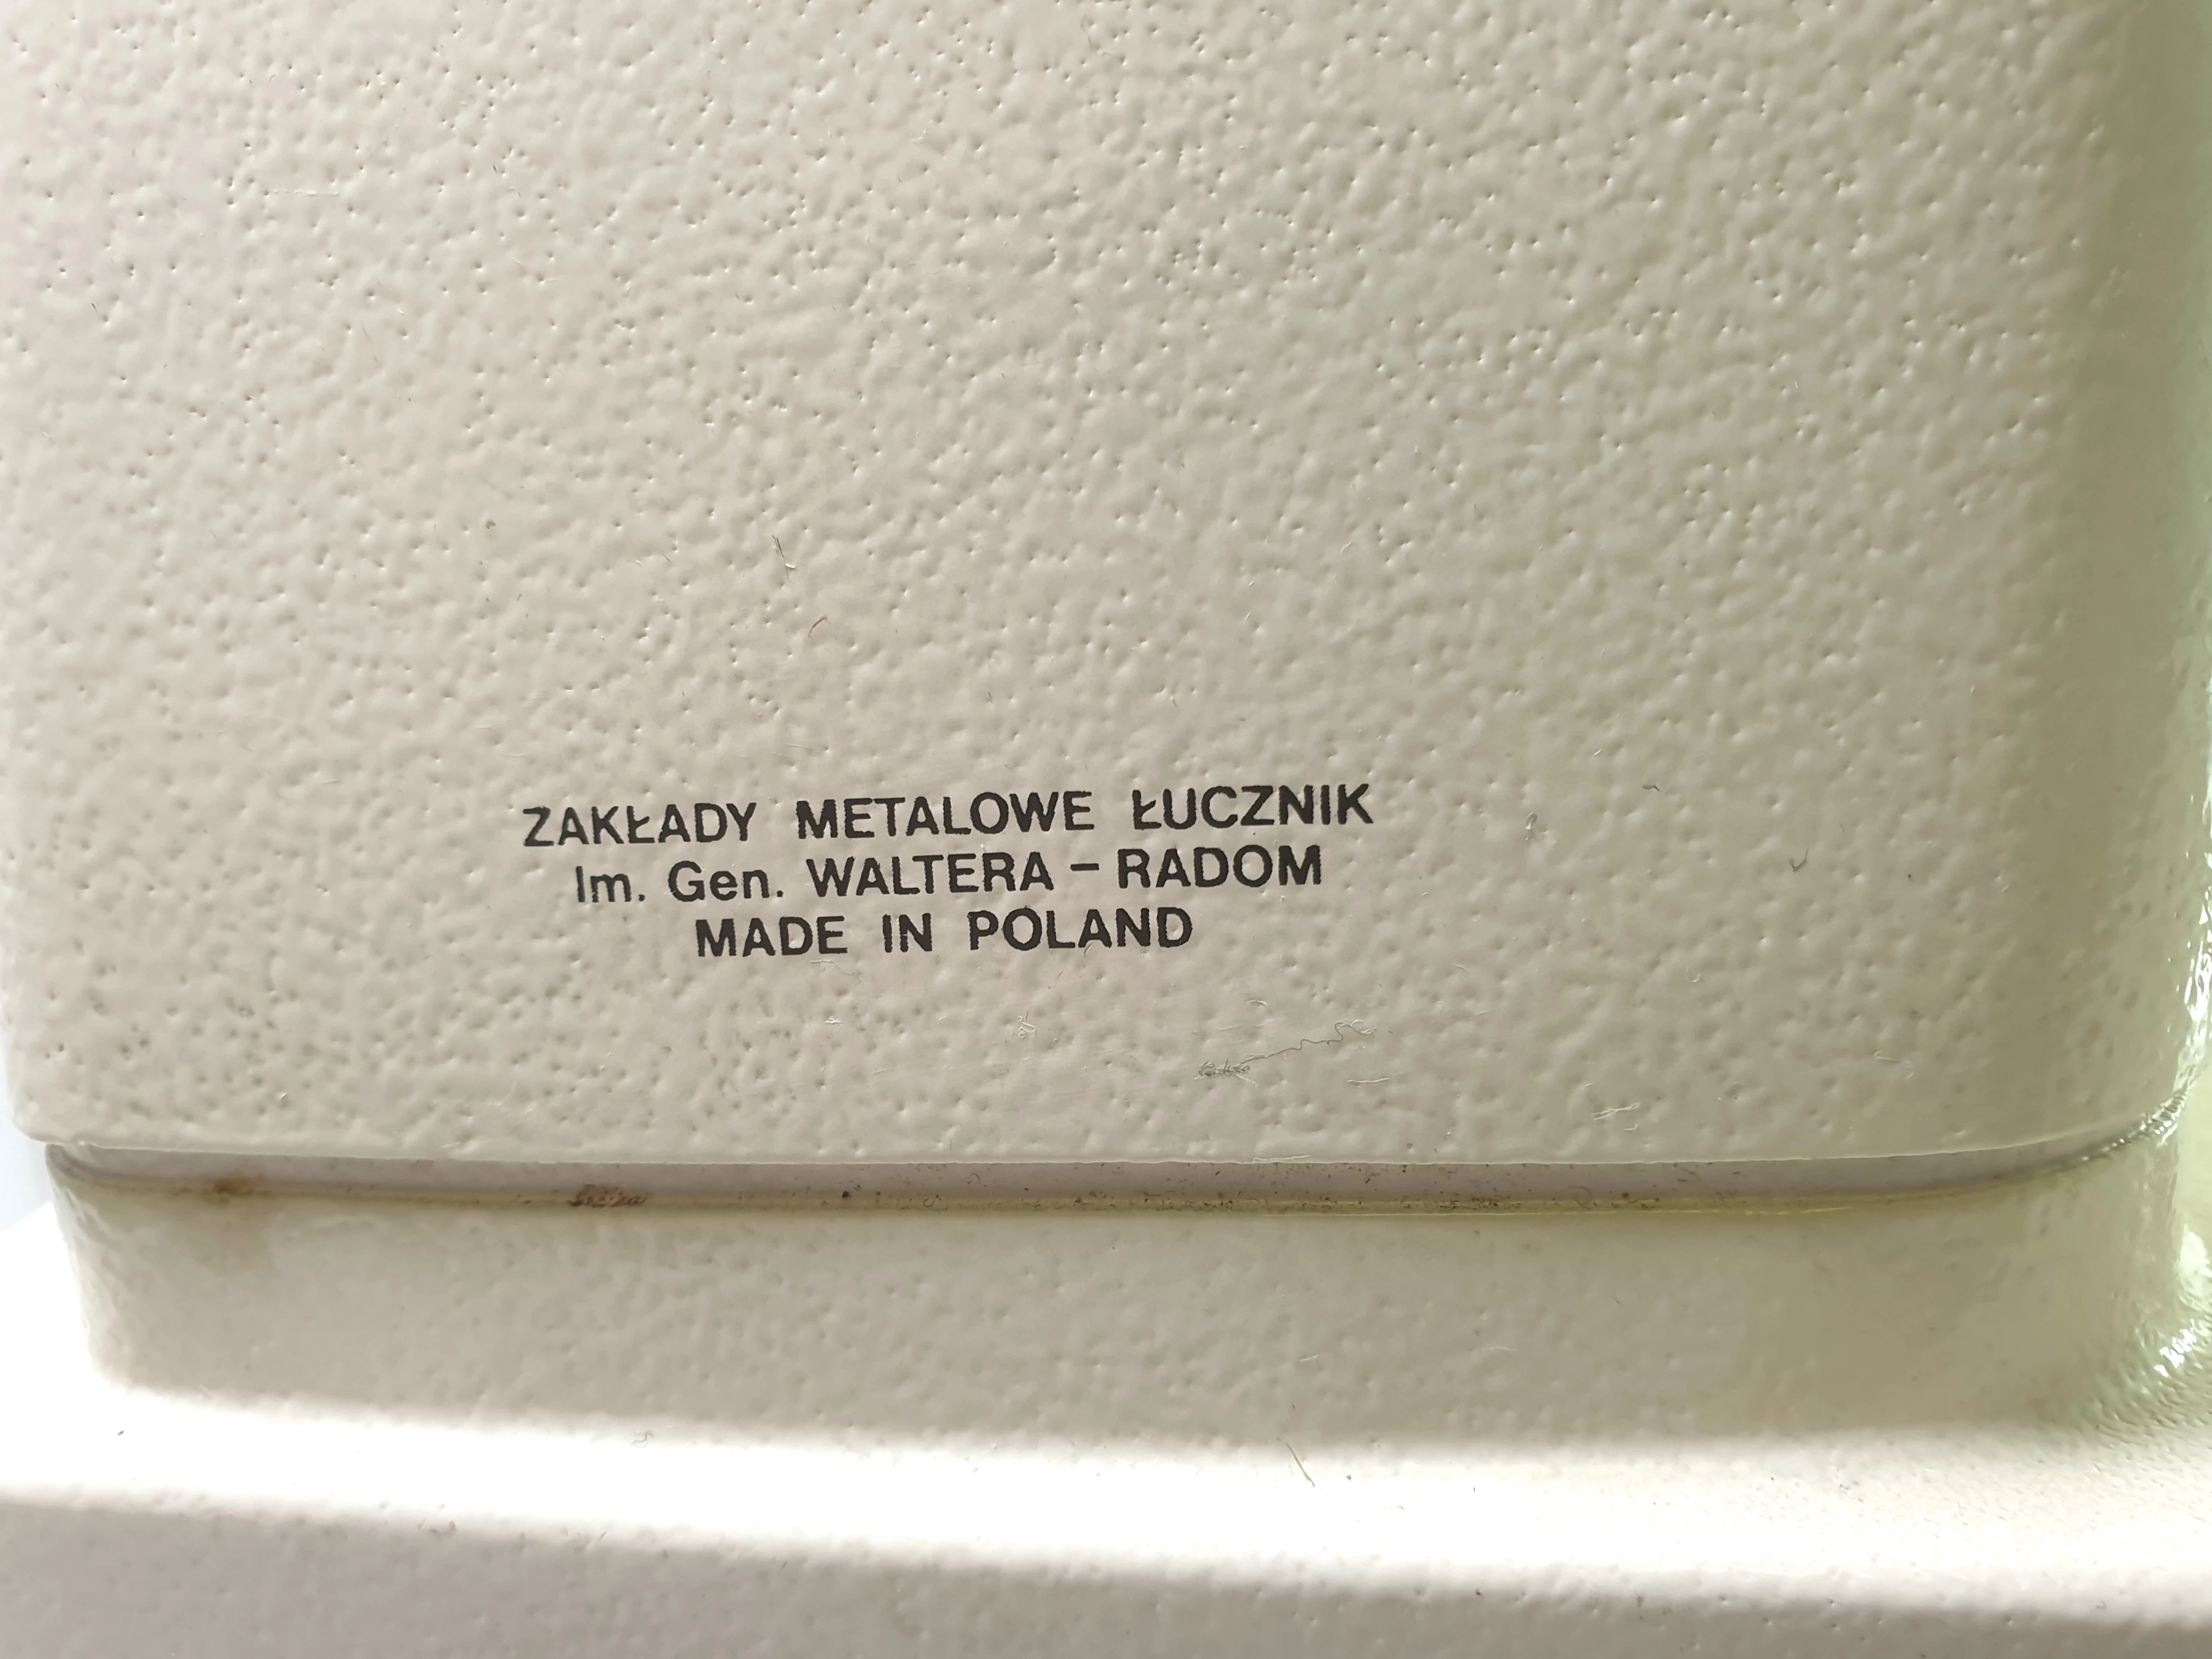 ZAKŁADY METALOWE ŁUCZNIK
Im. Gen. WALTERA – RADOM
MADE IN POLAND